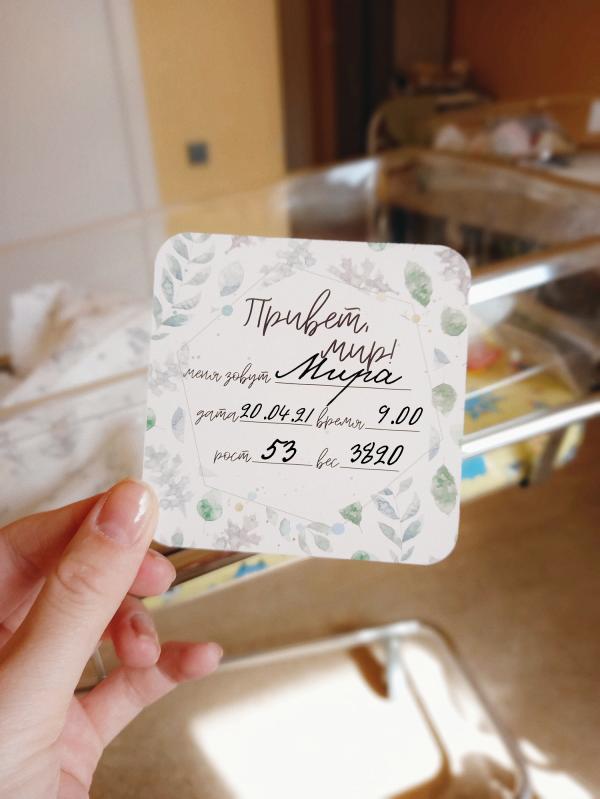 Привет,
мир!
меня зовут Мира
дата 20.04.21 время 9.00
рост 53 вес 3820